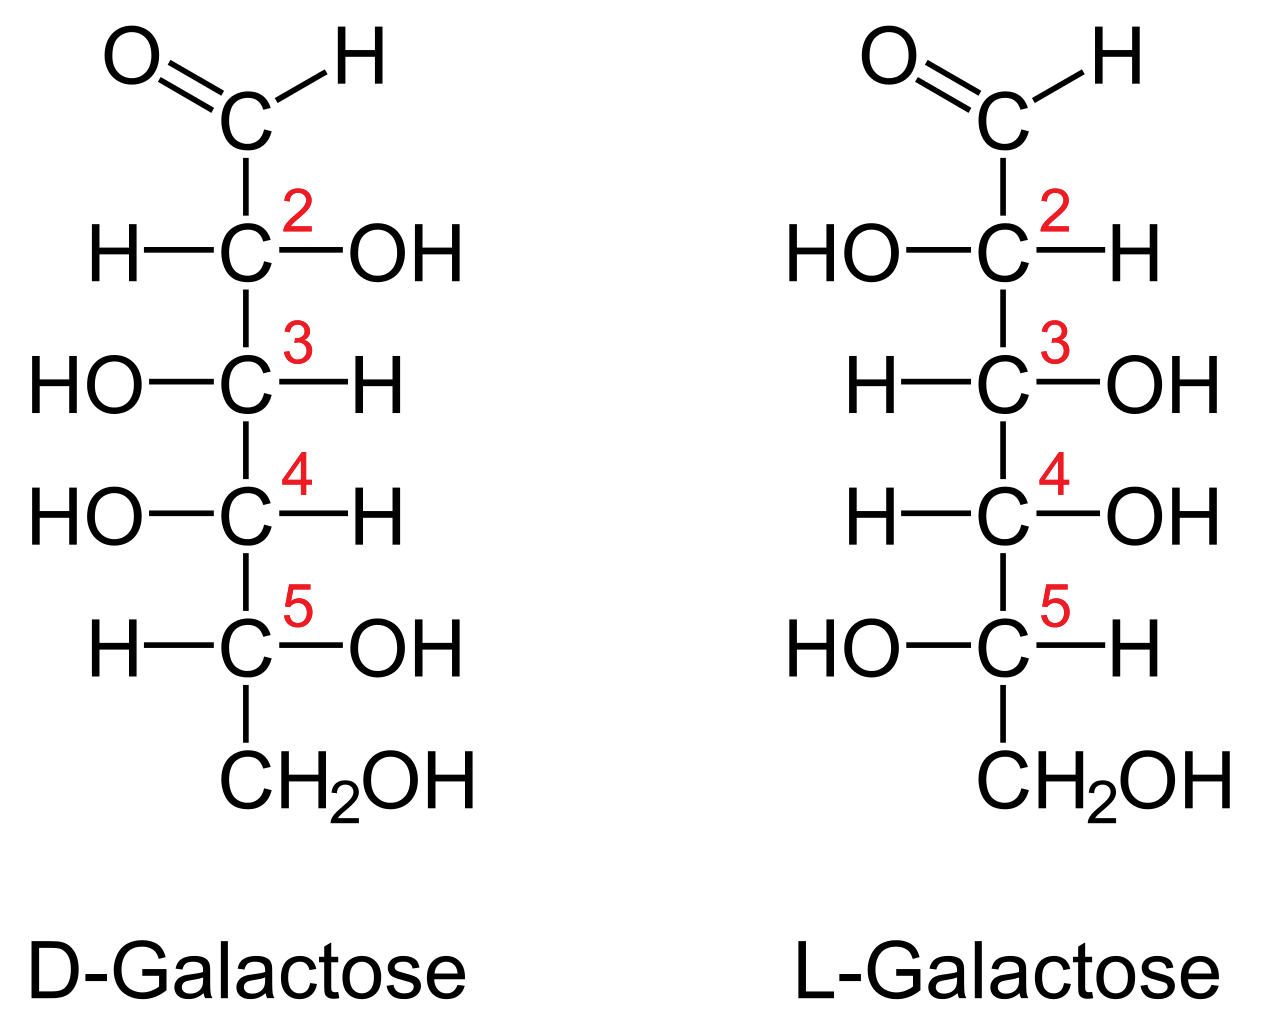 O H O H
C C
2 2
H C OH HO C H
3 3
HO C H H C OH
4 4
HO C H H C OH
5 5
H C OH HO C H
CH2OH CH2OH
D-Galactose L-Galactose